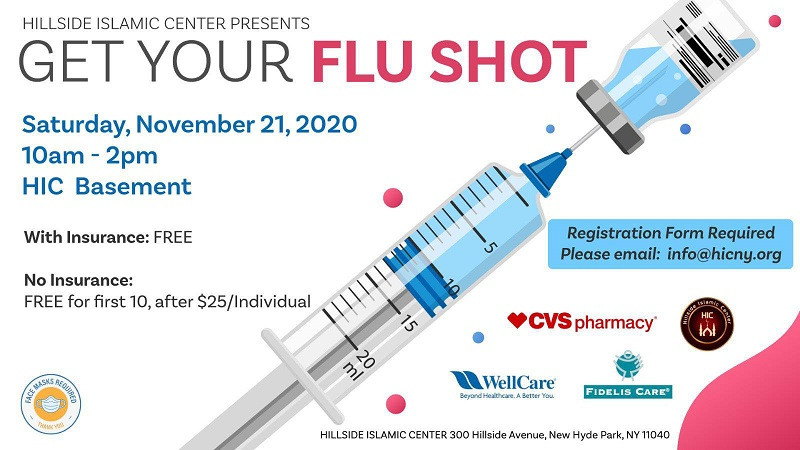 HILLSIDE ISLAMIC CENTER PRESENTS
GET YOUR FLU SHOT
Saturday, November 21, 2020
10am - 2pm
HIC Basement
With Insurance: FREE
No Insurance:
FREE for first 10, after $25/Individual
5
10
15
20
ml
Registration Form Required
Please email: info@hicny.org
CVS pharmacy®
Hillside Islamic Center
HIC
WellCare®
Beyond Healthcare. A Better You.
FIDELIS CARE®
FACE MASKS REQUIRED
THANK YOU
HILLSIDE ISLAMIC CENTER 300 Hillside Avenue, New Hyde Park, NY 11040